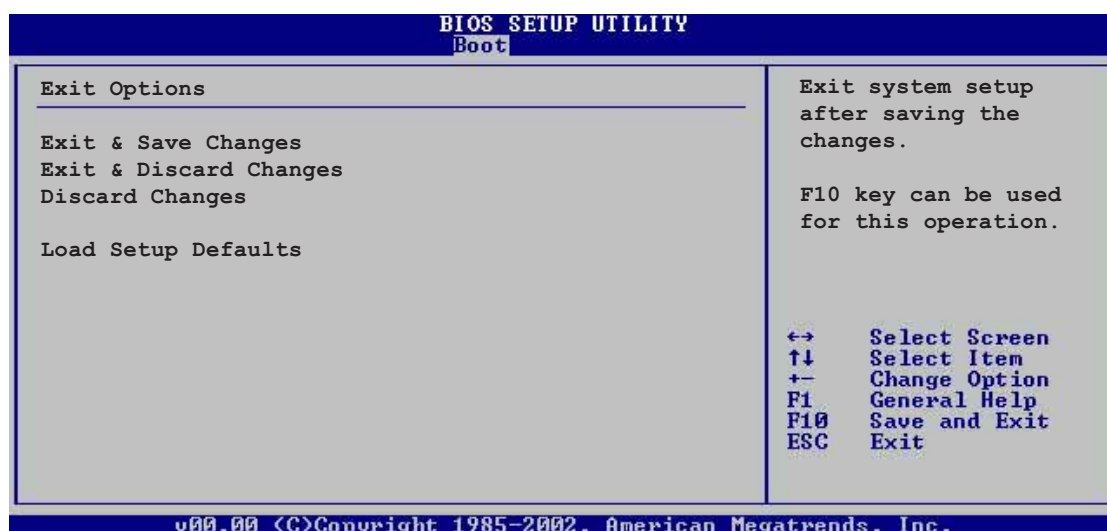 BIOS SETUP UTILITY
Boot
Exit Options
Exit & Save Changes
Exit & Discard Changes
Discard Changes
Load Setup Defaults
Exit system setup
after saving the
changes.
F10 key can be used
for this operation.
←→ Select Screen
↑↓ Select Item
+- Change Option
F1 General Help
F10 Save and Exit
ESC Exit
v00.00 (C)Copyright 1985-2002, American Megatrends, Inc.